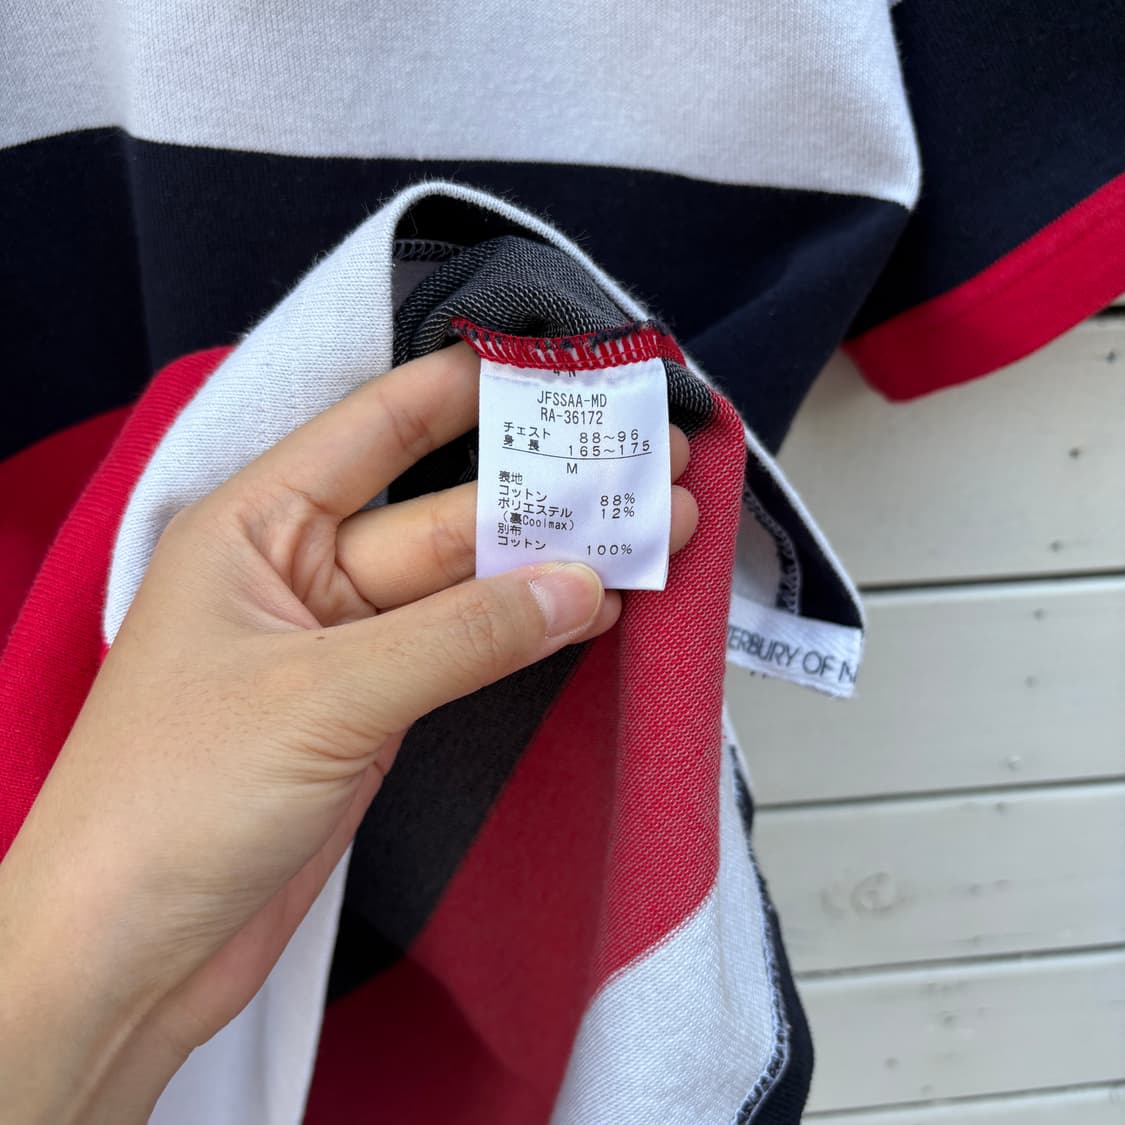 JFSSAA-MD
RA-36172
チェスト 88~96
身 長 165~175
M
表地
コットン 88%
ポリエステル 12%
(裏Coolmax)
別布
コットン 100%
OF